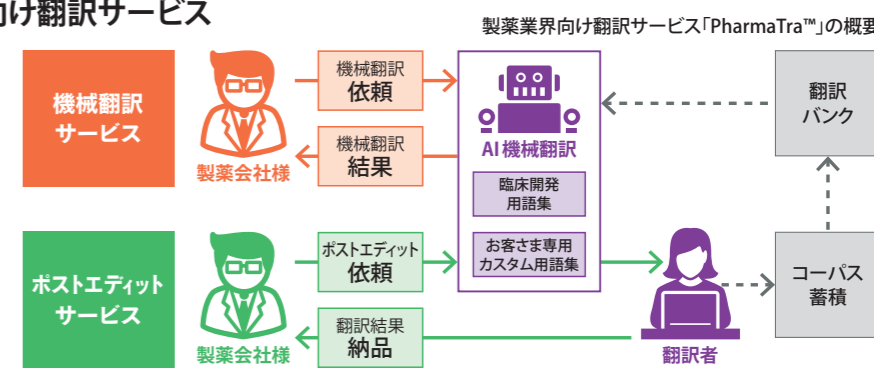 向け翻訳サービス
製薬業界向け翻訳サービス「PharmaTra™」の概要
機械翻訳
サービス
製薬会社様
機械翻訳
依頼
機械翻訳
結果
AI機械翻訳
臨床開発
用語集
お客さま専用
カスタム用語集
翻訳
バンク
ポストエディット
サービス
製薬会社様
ポストエディット
依頼
翻訳結果
納品
翻訳者
コーパス
蓄積